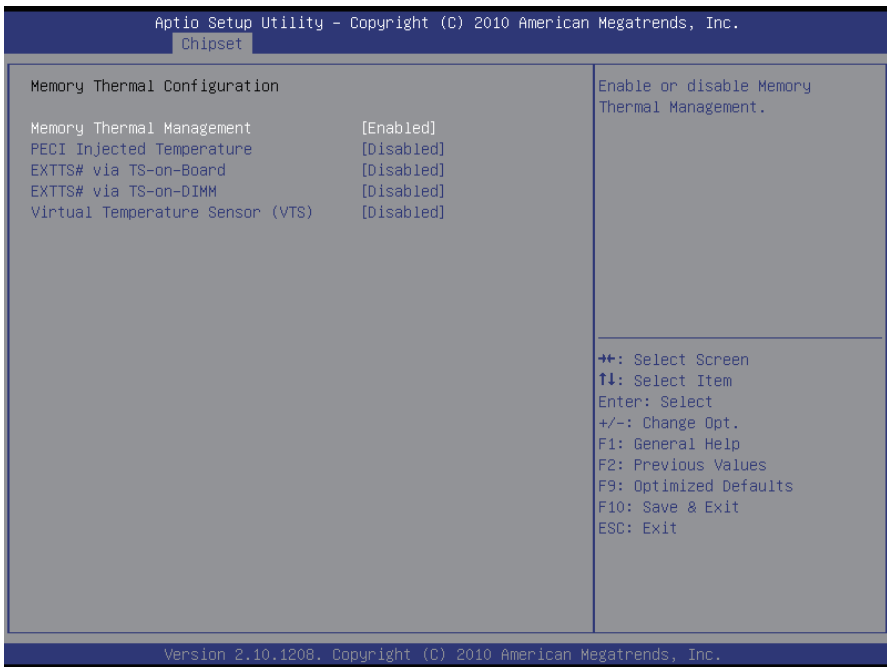 Aptio Setup Utility – Copyright (C) 2010 American Megatrends, Inc.
Chipset
Memory Thermal Configuration
Memory Thermal Management [Enabled]
PECI Injected Temperature [Disabled]
EXTTS# via TS-on-Board [Disabled]
EXTTS# via TS-on-DIMM [Disabled]
Virtual Temperature Sensor (VTS) [Disabled]
Enable or disable Memory
Thermal Management.
→←: Select Screen
↑↓: Select Item
Enter: Select
+/-: Change Opt.
F1: General Help
F2: Previous Values
F9: Optimized Defaults
F10: Save & Exit
ESC: Exit
Version 2.10.1208. Copyright (C) 2010 American Megatrends, Inc.